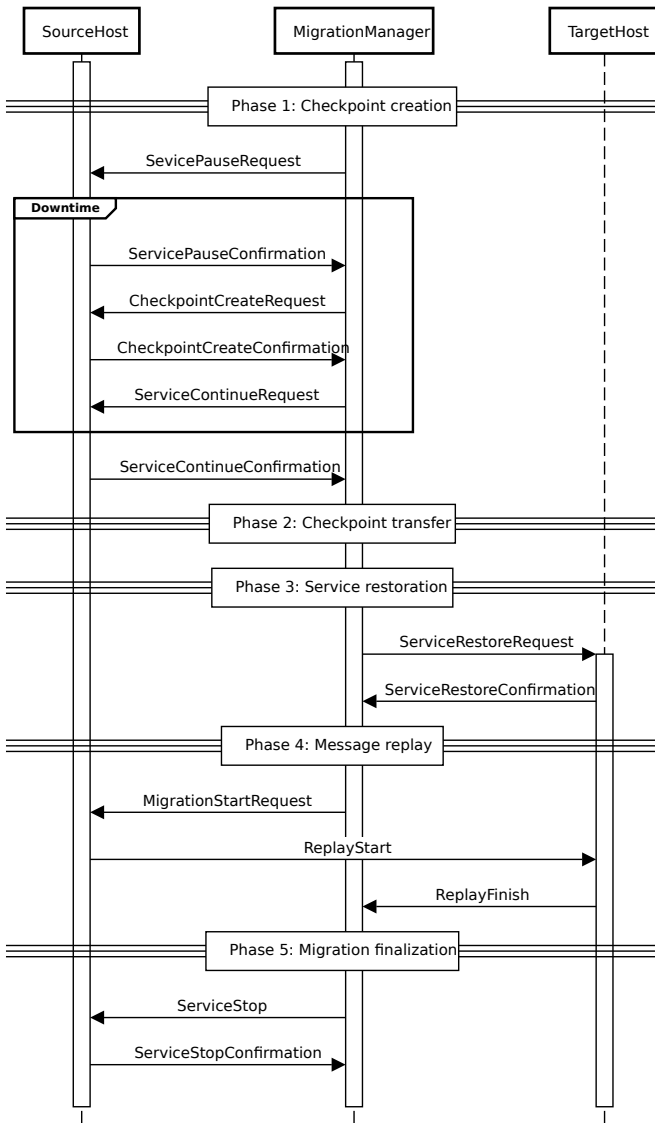 SourceHost
MigrationManager
TargetHost
Phase 1: Checkpoint creation
SevicePauseRequest
Downtime
ServicePauseConfirmation
CheckpointCreateRequest
CheckpointCreateConfirmation
ServiceContinueRequest
ServiceContinueConfirmation
Phase 2: Checkpoint transfer
Phase 3: Service restoration
ServiceRestoreRequest
ServiceRestoreConfirmation
Phase 4: Message replay
MigrationStartRequest
ReplayStart
ReplayFinish
Phase 5: Migration finalization
ServiceStop
ServiceStopConfirmation